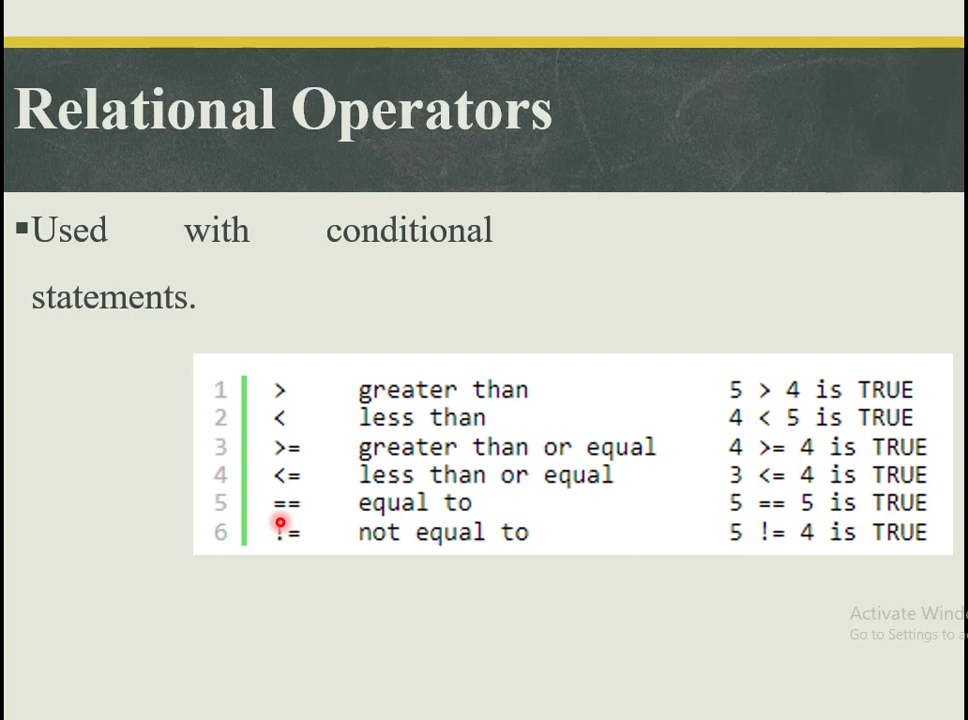 Relational Operators
▪Used with conditional
statements.
1 > greater than 5 > 4 is TRUE
2 < less than 4 < 5 is TRUE
3 >= greater than or equal 4 >= 4 is TRUE
4 <= less than or equal 3 <= 4 is TRUE
5 == equal to 5 == 5 is TRUE
6 != not equal to 5 != 4 is TRUE
Activate Wind
Go to Settings to a